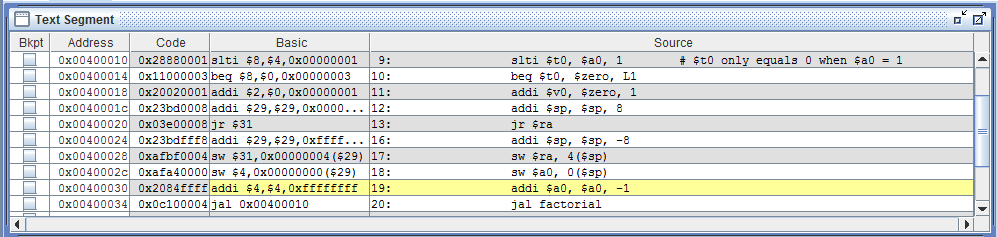 Text Segment
Bkpt Address Code Basic Source
0x00400010 0x28880001 slti $8,$4,0x00000001 9: slti $t0, $a0, 1 # $t0 only equals 0 when $a0 = 1
0x00400014 0x11000003 beq $8,$0,0x00000003 10: beq $t0, $zero, L1
0x00400018 0x20020001 addi $2,$0,0x00000001 11: addi $v0, $zero, 1
0x0040001c 0x23bd0008 addi $29,$29,0x0000... 12: addi $sp, $sp, 8
0x00400020 0x03e00008 jr $31 13: jr $ra
0x00400024 0x23bdfff8 addi $29,$29,0xffff... 16: addi $sp, $sp, -8
0x00400028 0xafbf0004 sw $31,0x00000004($29) 17: sw $ra, 4($sp)
0x0040002c 0xafa40000 sw $4,0x00000000($29) 18: sw $a0, 0($sp)
0x00400030 0x2084ffff addi $4,$4,0xffffffff 19: addi $a0, $a0, -1
0x00400034 0x0c100004 jal 0x00400010 20: jal factorial